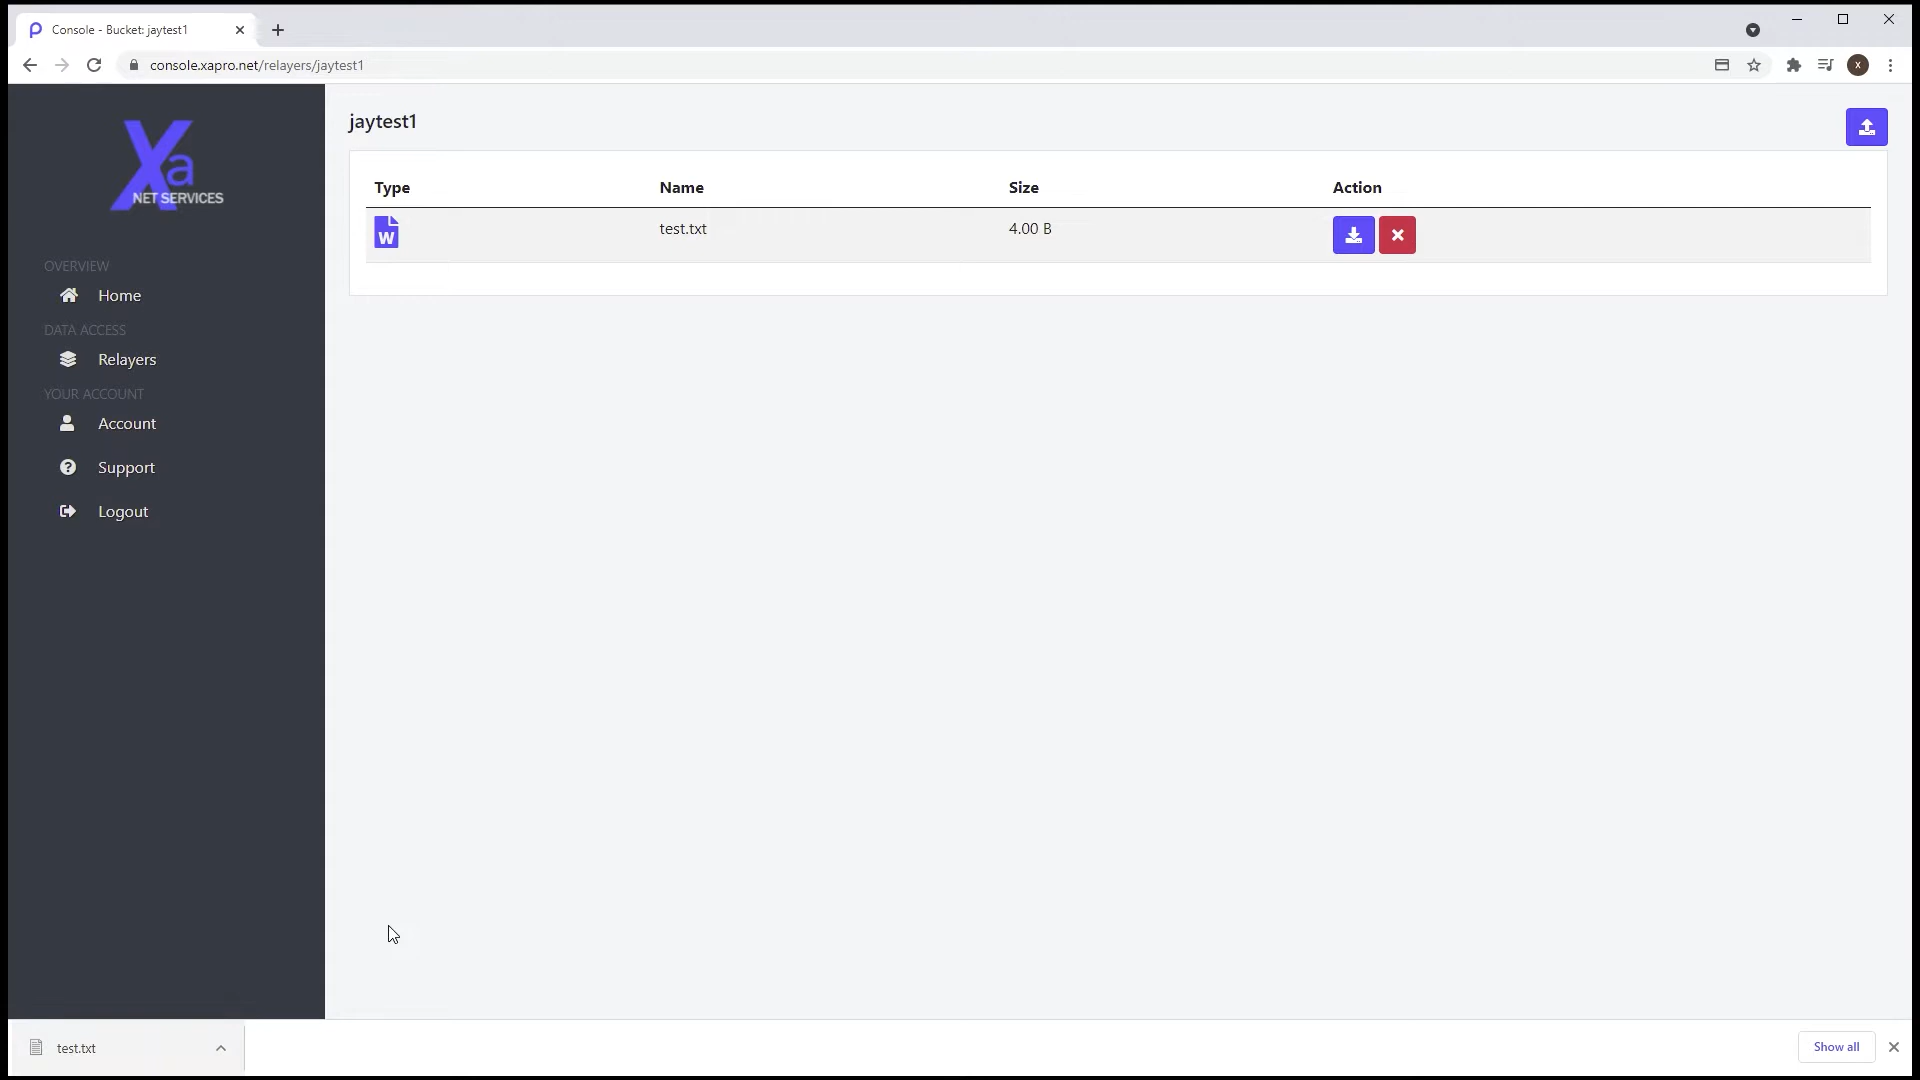 Console - Bucket: jaytest1
console.xapro.net/relayers/jaytest1
X
Xa
NET SERVICES
OVERVIEW
Home
DATA ACCESS
Relayers
YOUR ACCOUNT
Account
Support
Logout
jaytest1
Type Name Size Action
W test.txt 4.00 B
test.txt
Show all